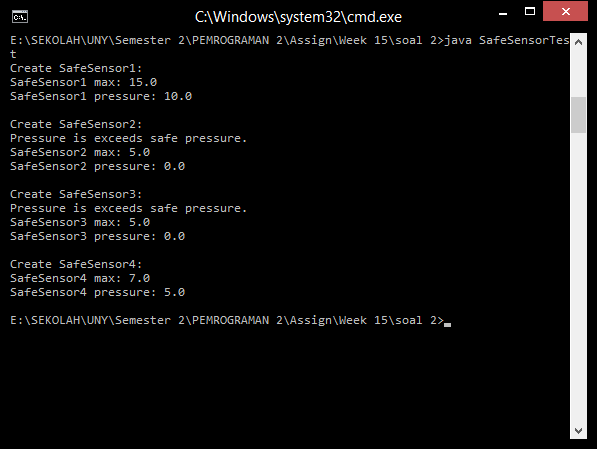 C:\Windows\system32\cmd.exe
E:\SEKOLAH\UNY\Semester 2\PEMROGRAMAN 2\Assign\Week 15\soal 2>java SafeSensorTes
t
Create SafeSensor1:
SafeSensor1 max: 15.0
SafeSensor1 pressure: 10.0
Create SafeSensor2:
Pressure is exceeds safe pressure.
SafeSensor2 max: 5.0
SafeSensor2 pressure: 0.0
Create SafeSensor3:
Pressure is exceeds safe pressure.
SafeSensor3 max: 5.0
SafeSensor3 pressure: 0.0
Create SafeSensor4:
SafeSensor4 max: 7.0
SafeSensor4 pressure: 5.0
E:\SEKOLAH\UNY\Semester 2\PEMROGRAMAN 2\Assign\Week 15\soal 2>